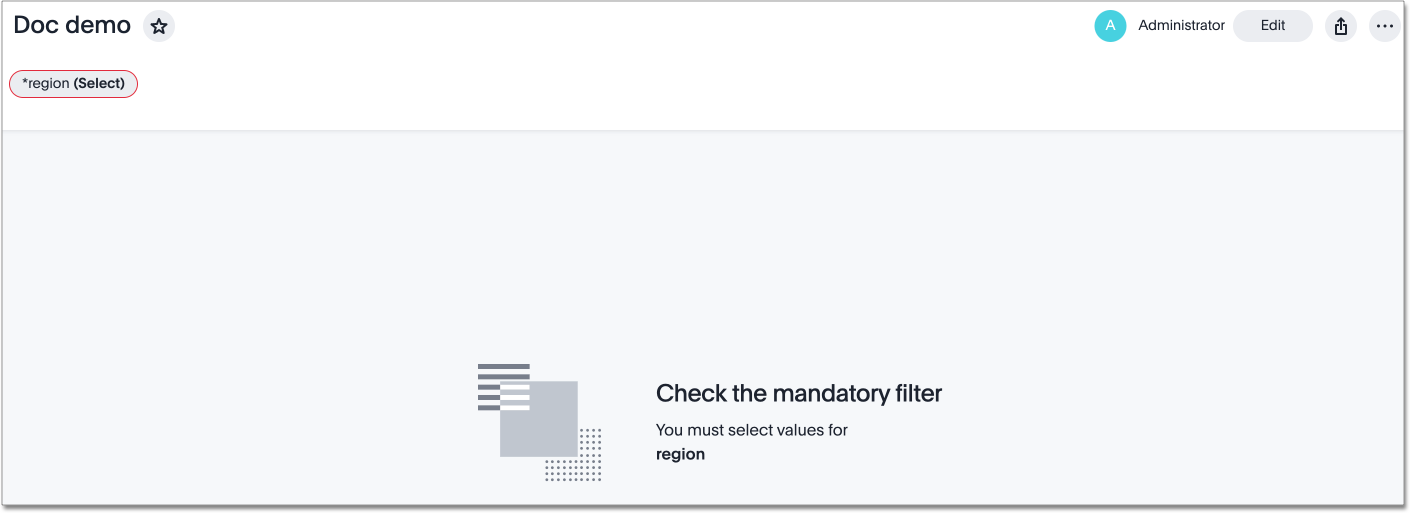 Doc demo
A Administrator Edit
*region (Select)
Check the mandatory filter
You must select values for
region